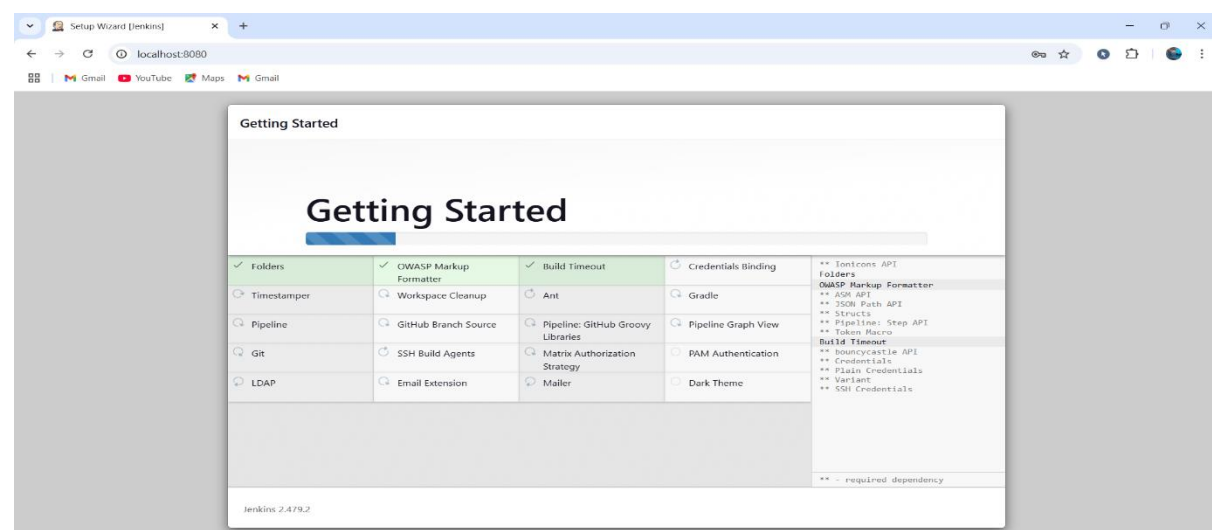 Setup Wizard [Jenkins]
localhost:8080
Gmail YouTube Maps Gmail
Getting Started
Getting Started
Folders
OWASP Markup
Formatter
Build Timeout
Credentials Binding
Timestamper
Workspace Cleanup
Ant
Gradle
Pipeline
GitHub Branch Source
Pipeline: GitHub Groovy
Libraries
Pipeline Graph View
Git
SSH Build Agents
Matrix Authorization
Strategy
PAM Authentication
LDAP
Email Extension
Mailer
Dark Theme
** Ionicons API
Folders
OWASP Markup Formatter
** ASM API
** JSON Path API
** Structs
** Pipeline: Step API
** Token Macro
Build Timeout
** bouncycastle API
** Credentials
** Plain Credentials
** Variant
** SSH Credentials
** - required dependency
Jenkins 2.479.2